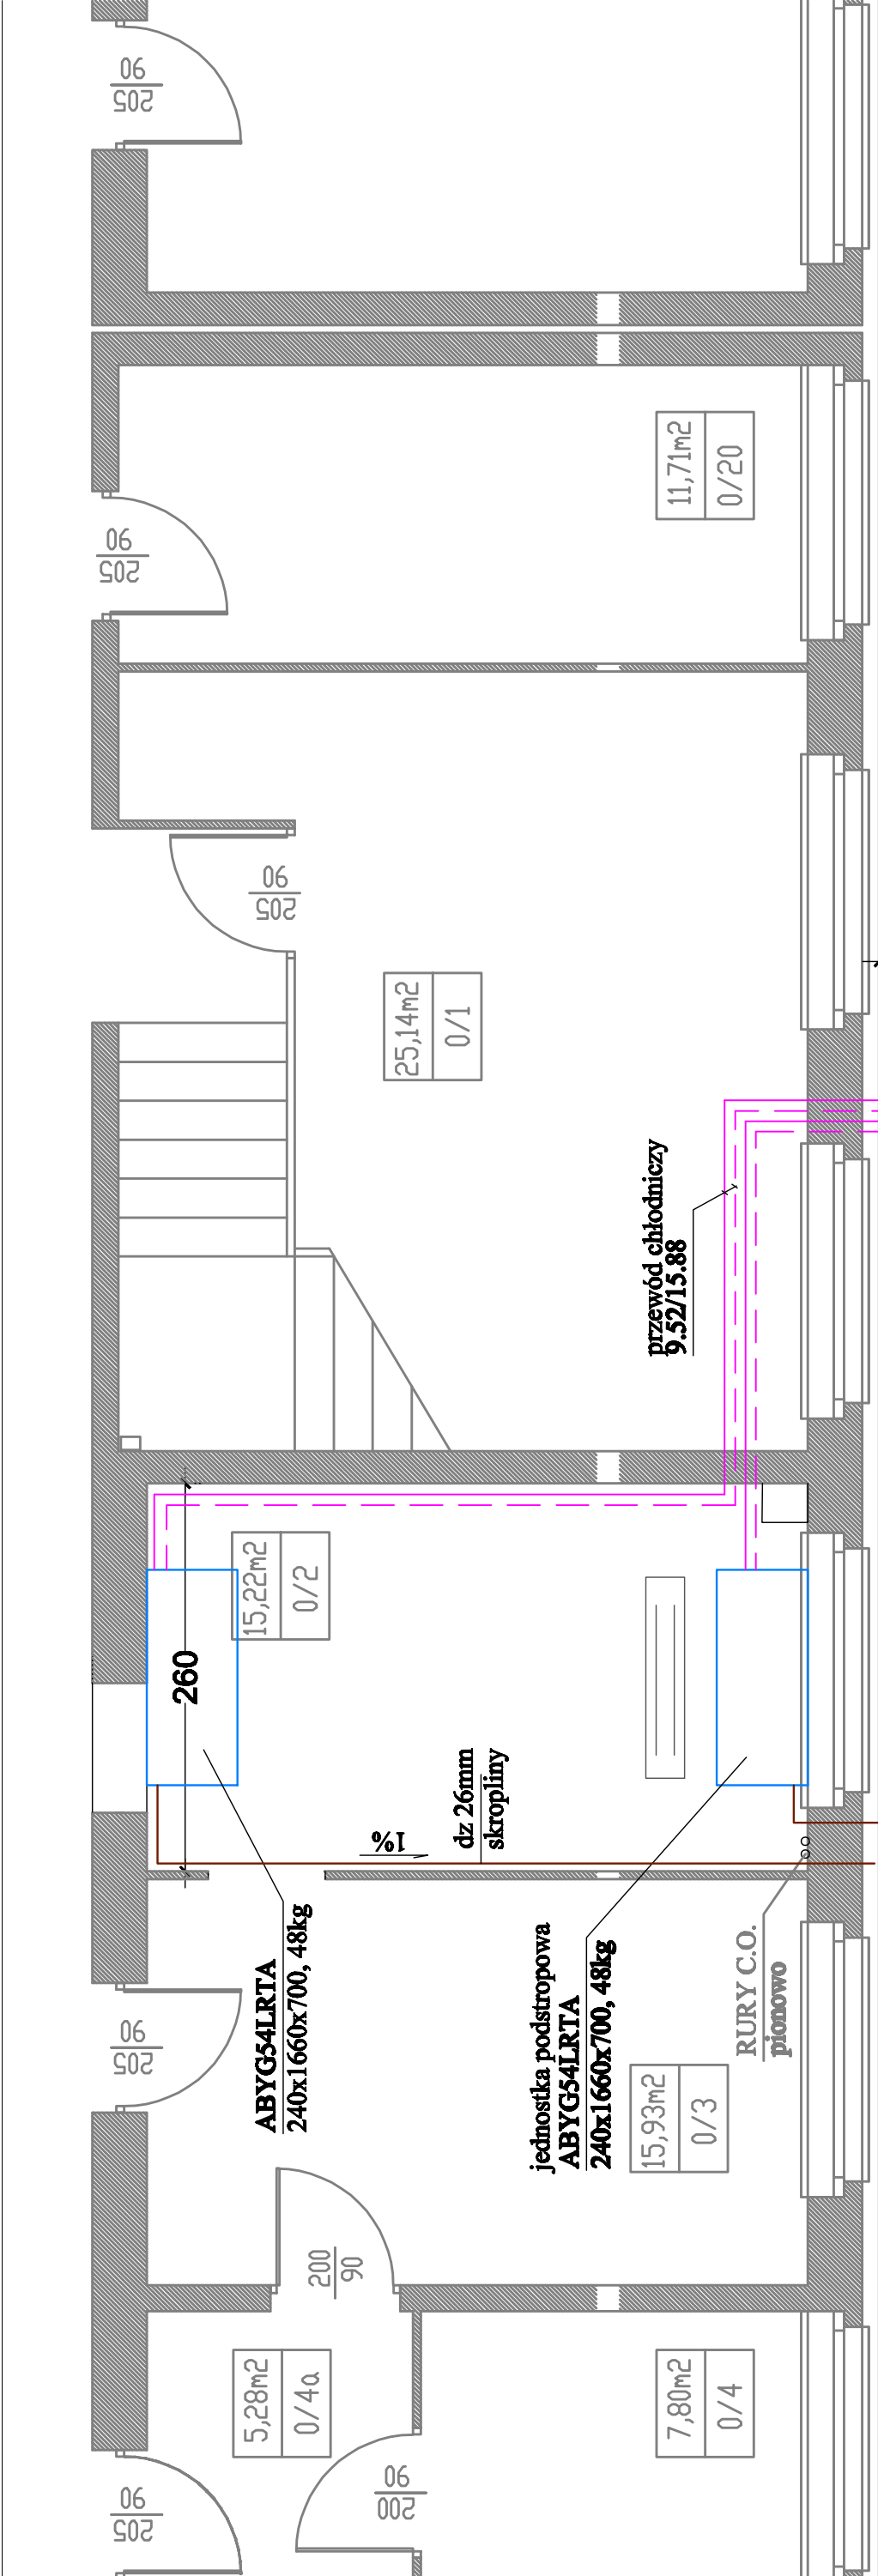 90
205
11,71m2
0/20
90
205
90
205
25,14m2
0/1
przewód chłodniczy
9.52/15.88
15,22m2
0/2
260
dz 26mm
skropliny
1%
ABYG54LRTA
240x1660x700, 48kg
jednostka podstropowa
ABYG54LRTA
240x1660x700, 48kg
RURY C.O.
pionowo
90
205
15,93m2
0/3
200
90
5,28m2
0/4a
7,80m2
0/4
90
200
90
205